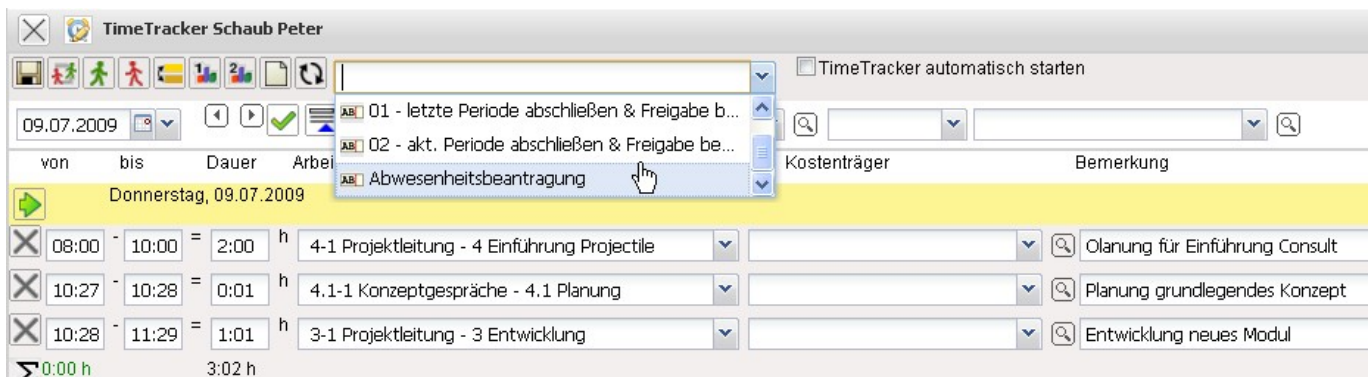 TimeTracker Schaub Peter
TimeTracker automatisch starten
01 - letzte Periode abschließen & Freigabe b...
09.07.2009
02 - akt. Periode abschließen & Freigabe be...
von bis Dauer Arbei Kostenträger Bemerkung
Abwesenheitsbeantragung
Donnerstag, 09.07.2009
08:00 - 10:00 = 2:00 h 4-1 Projektleitung - 4 Einführung Projectile Olanung für Einführung Consult
10:27 - 10:28 = 0:01 h 4.1-1 Konzeptgespräche - 4.1 Planung Planung grundlegendes Konzept
10:28 - 11:29 = 1:01 h 3-1 Projektleitung - 3 Entwicklung Entwicklung neues Modul
Σ 0:00 h 3:02 h